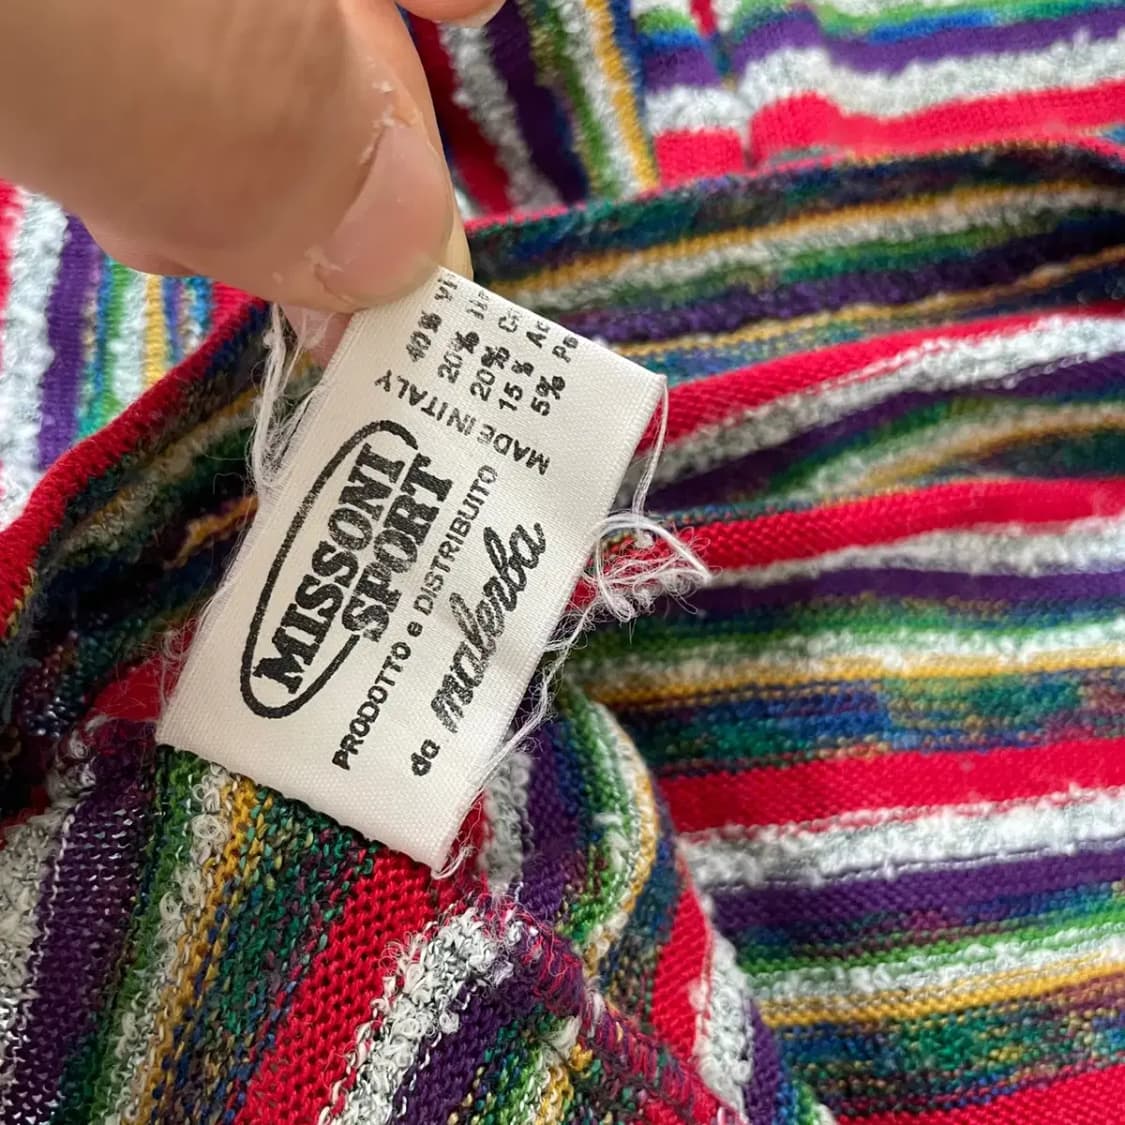 MISSONI
SPORT
PRODOTTO e DISTRIBUITO
da malerba
MADE IN ITALY
40%
20%
20%
15%
5%